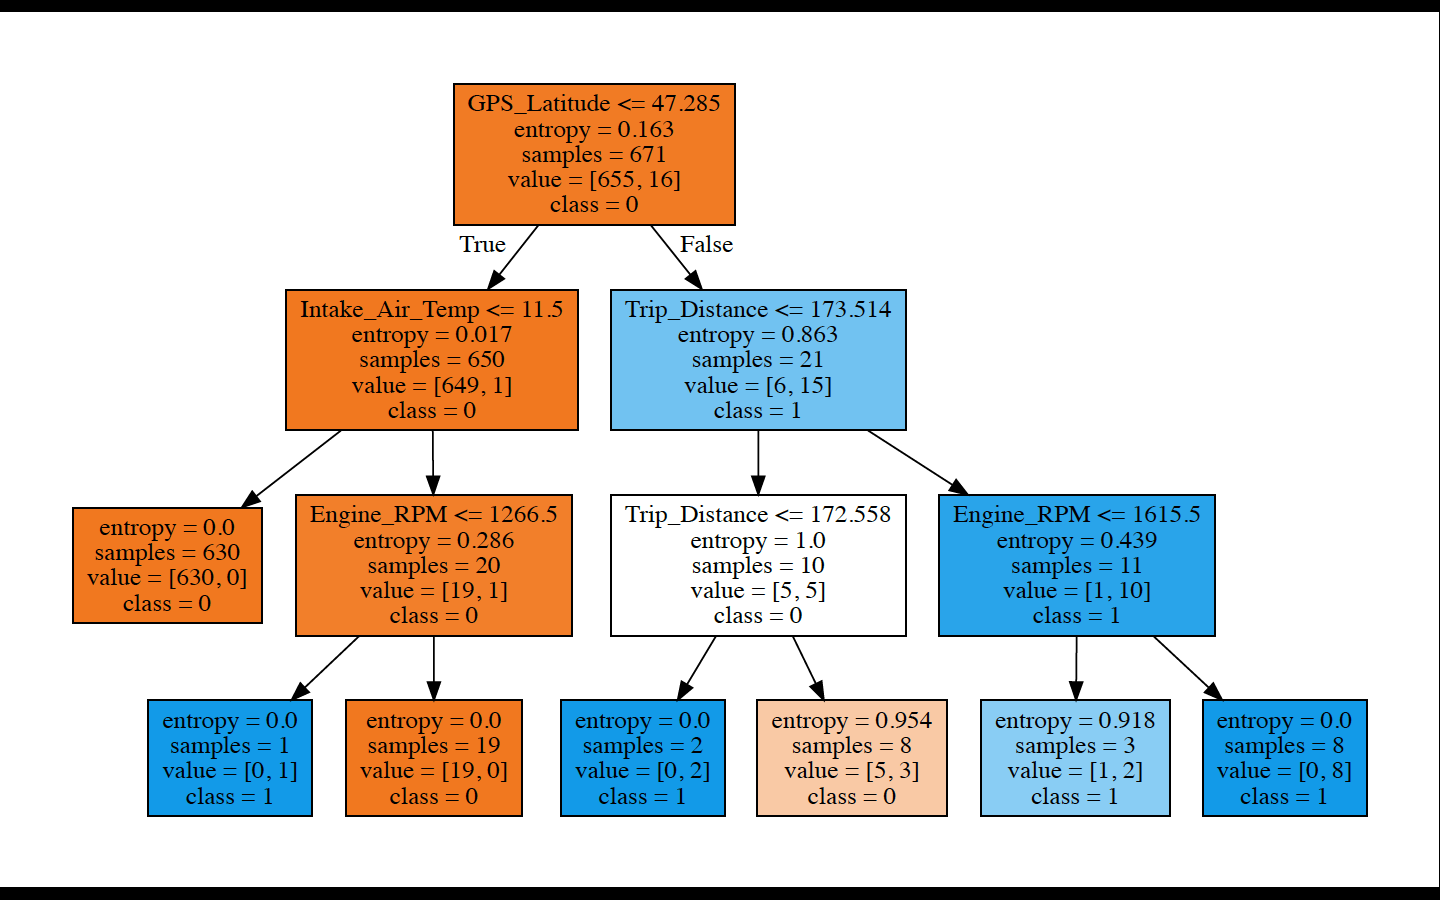 GPS_Latitude <= 47.285
entropy = 0.163
samples = 671
value = [655, 16]
class = 0
True
False
Intake_Air_Temp <= 11.5
entropy = 0.017
samples = 650
value = [649, 1]
class = 0
Trip_Distance <= 173.514
entropy = 0.863
samples = 21
value = [6, 15]
class = 1
entropy = 0.0
samples = 630
value = [630, 0]
class = 0
Engine_RPM <= 1266.5
entropy = 0.286
samples = 20
value = [19, 1]
class = 0
Trip_Distance <= 172.558
entropy = 1.0
samples = 10
value = [5, 5]
class = 0
Engine_RPM <= 1615.5
entropy = 0.439
samples = 11
value = [1, 10]
class = 1
entropy = 0.0
samples = 1
value = [0, 1]
class = 1
entropy = 0.0
samples = 19
value = [19, 0]
class = 0
entropy = 0.0
samples = 2
value = [0, 2]
class = 1
entropy = 0.954
samples = 8
value = [5, 3]
class = 0
entropy = 0.918
samples = 3
value = [1, 2]
class = 1
entropy = 0.0
samples = 8
value = [0, 8]
class = 1